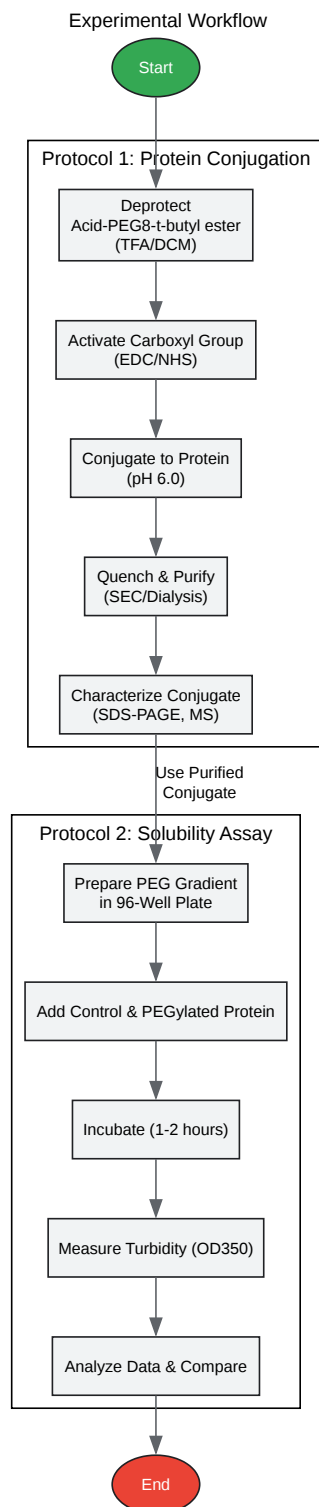 Experimental Workflow
Start
Protocol 1: Protein Conjugation
Deprotect
Acid-PEG8-t-butyl ester
(TFA/DCM)
Activate Carboxyl Group
(EDC/NHS)
Conjugate to Protein
(pH 6.0)
Quench & Purify
(SEC/Dialysis)
Characterize Conjugate
(SDS-PAGE, MS)
Use Purified
Conjugate
Protocol 2: Solubility Assay
Prepare PEG Gradient
in 96-Well Plate
Add Control & PEGylated Protein
Incubate (1-2 hours)
Measure Turbidity (OD350)
Analyze Data & Compare
End